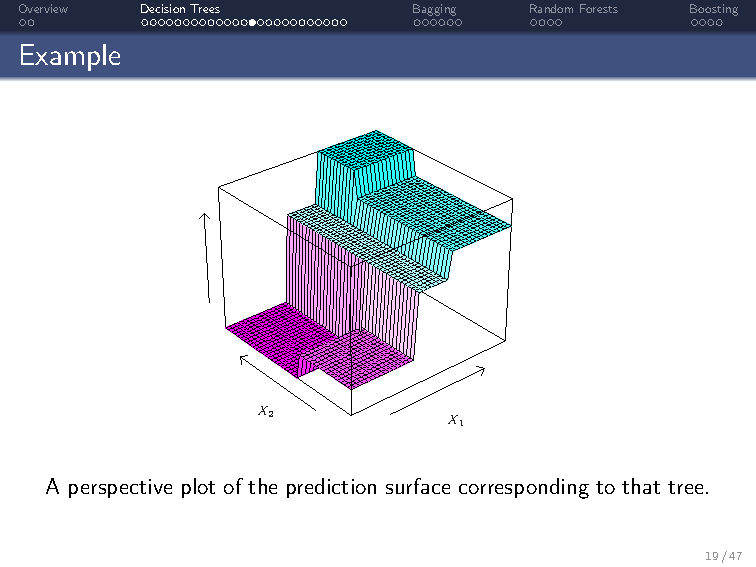 Overview Decision Trees Bagging Random Forests Boosting
Example
X2
X1
A perspective plot of the prediction surface corresponding to that tree.
19 / 47